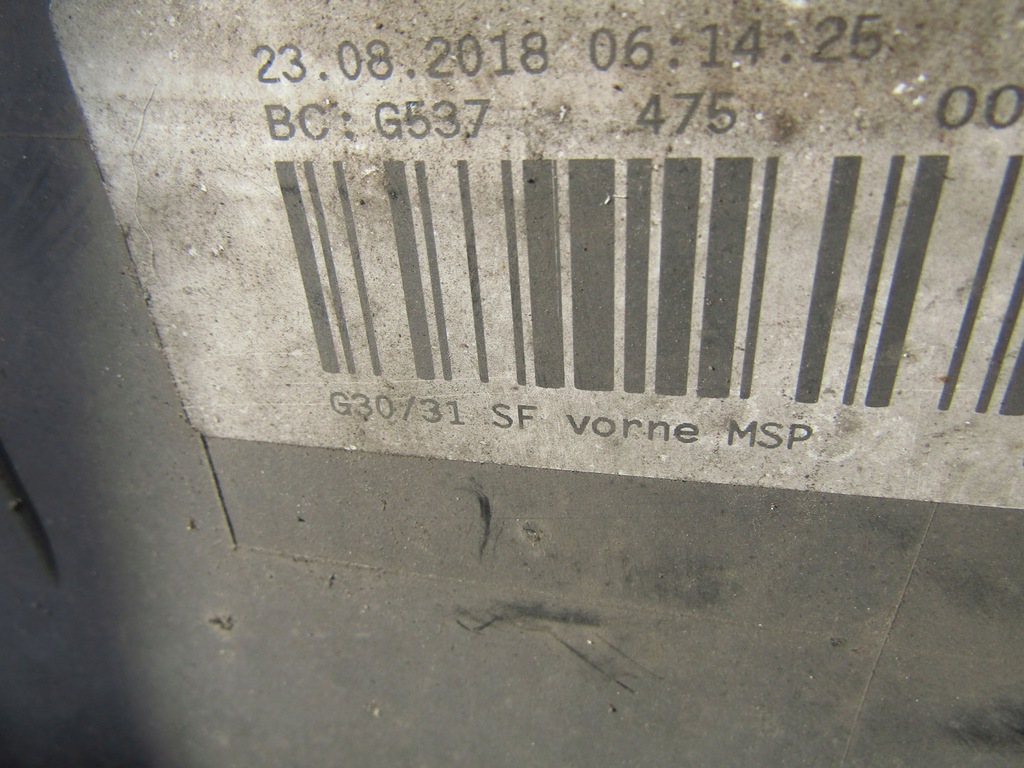 23.08.2018 06:14:25
BC: G537 475 00
G30/31 SF vorne MSP